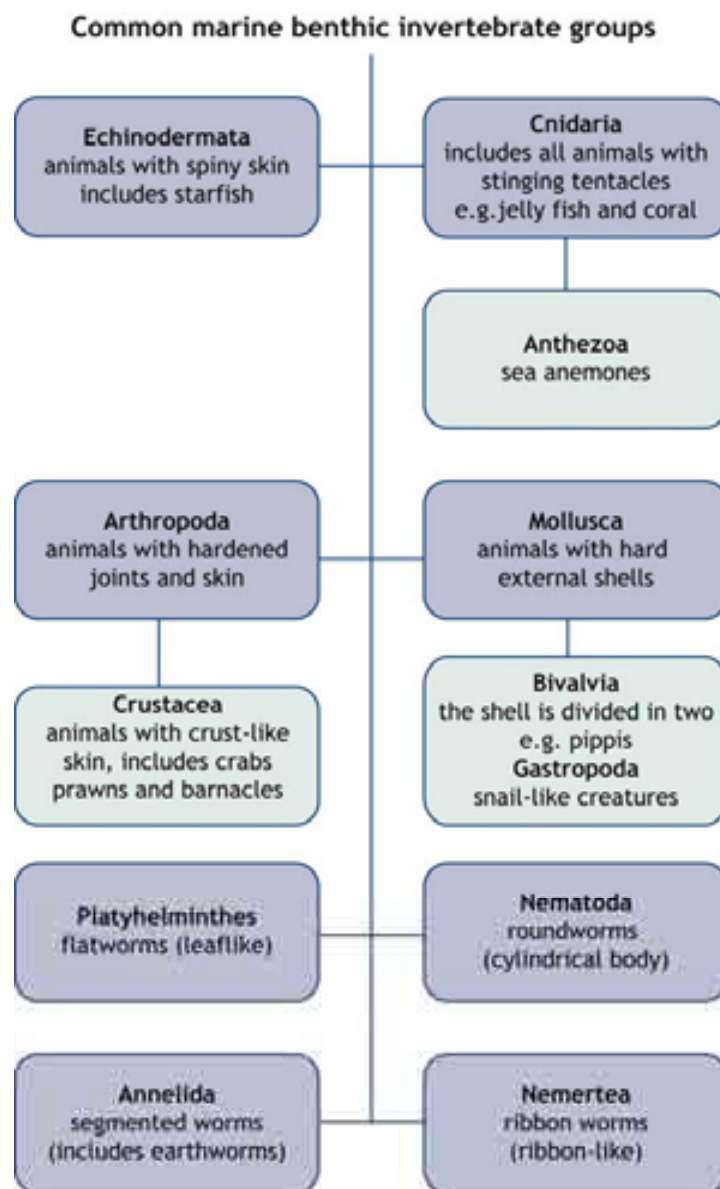 Common marine benthic invertebrate groups
Echinodermata
animals with spiny skin
includes starfish
Cnidaria
includes all animals with
stinging tentacles
e.g.jelly fish and coral
Anthezoa
sea anemones
Arthropoda
animals with hardened
joints and skin
Mollusca
animals with hard
external shells
Crustacea
animals with crust-like
skin, includes crabs
prawns and barnacles
Bivalvia
the shell is divided in two
e.g. pippis
Gastropoda
snail-like creatures
Platyhelminthes
flatworms (leaflike)
Nematoda
roundworms
(cylindrical body)
Annelida
segmented worms
(includes earthworms)
Nemertea
ribbon worms
(ribbon-like)